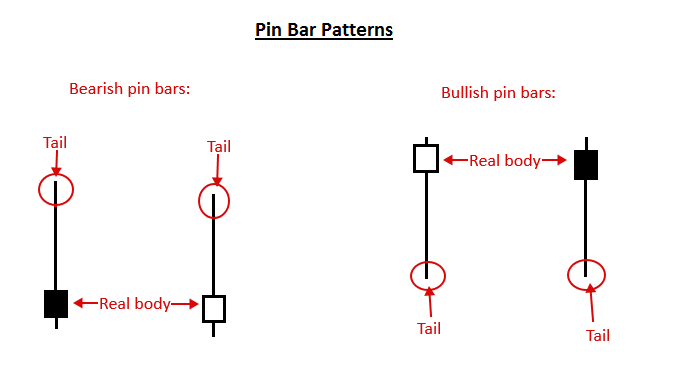 Pin Bar Patterns
Bearish pin bars:
Bullish pin bars:
Tail
Tail
Real body
Real body
Tail
Tail